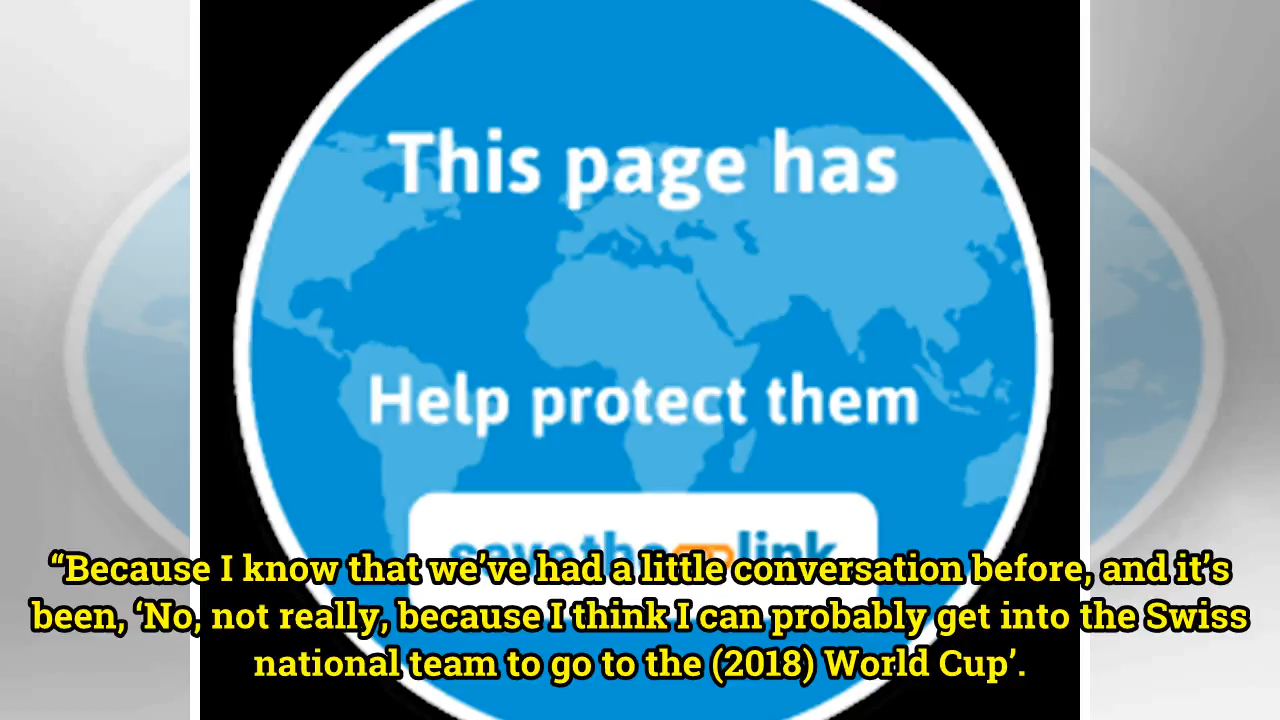 This page has
Help protect them
savethe link
“Because I know that we’ve had a little conversation before, and it’s
been, ‘No, not really, because I think I can probably get into the Swiss
national team to go to the (2018) World Cup’.